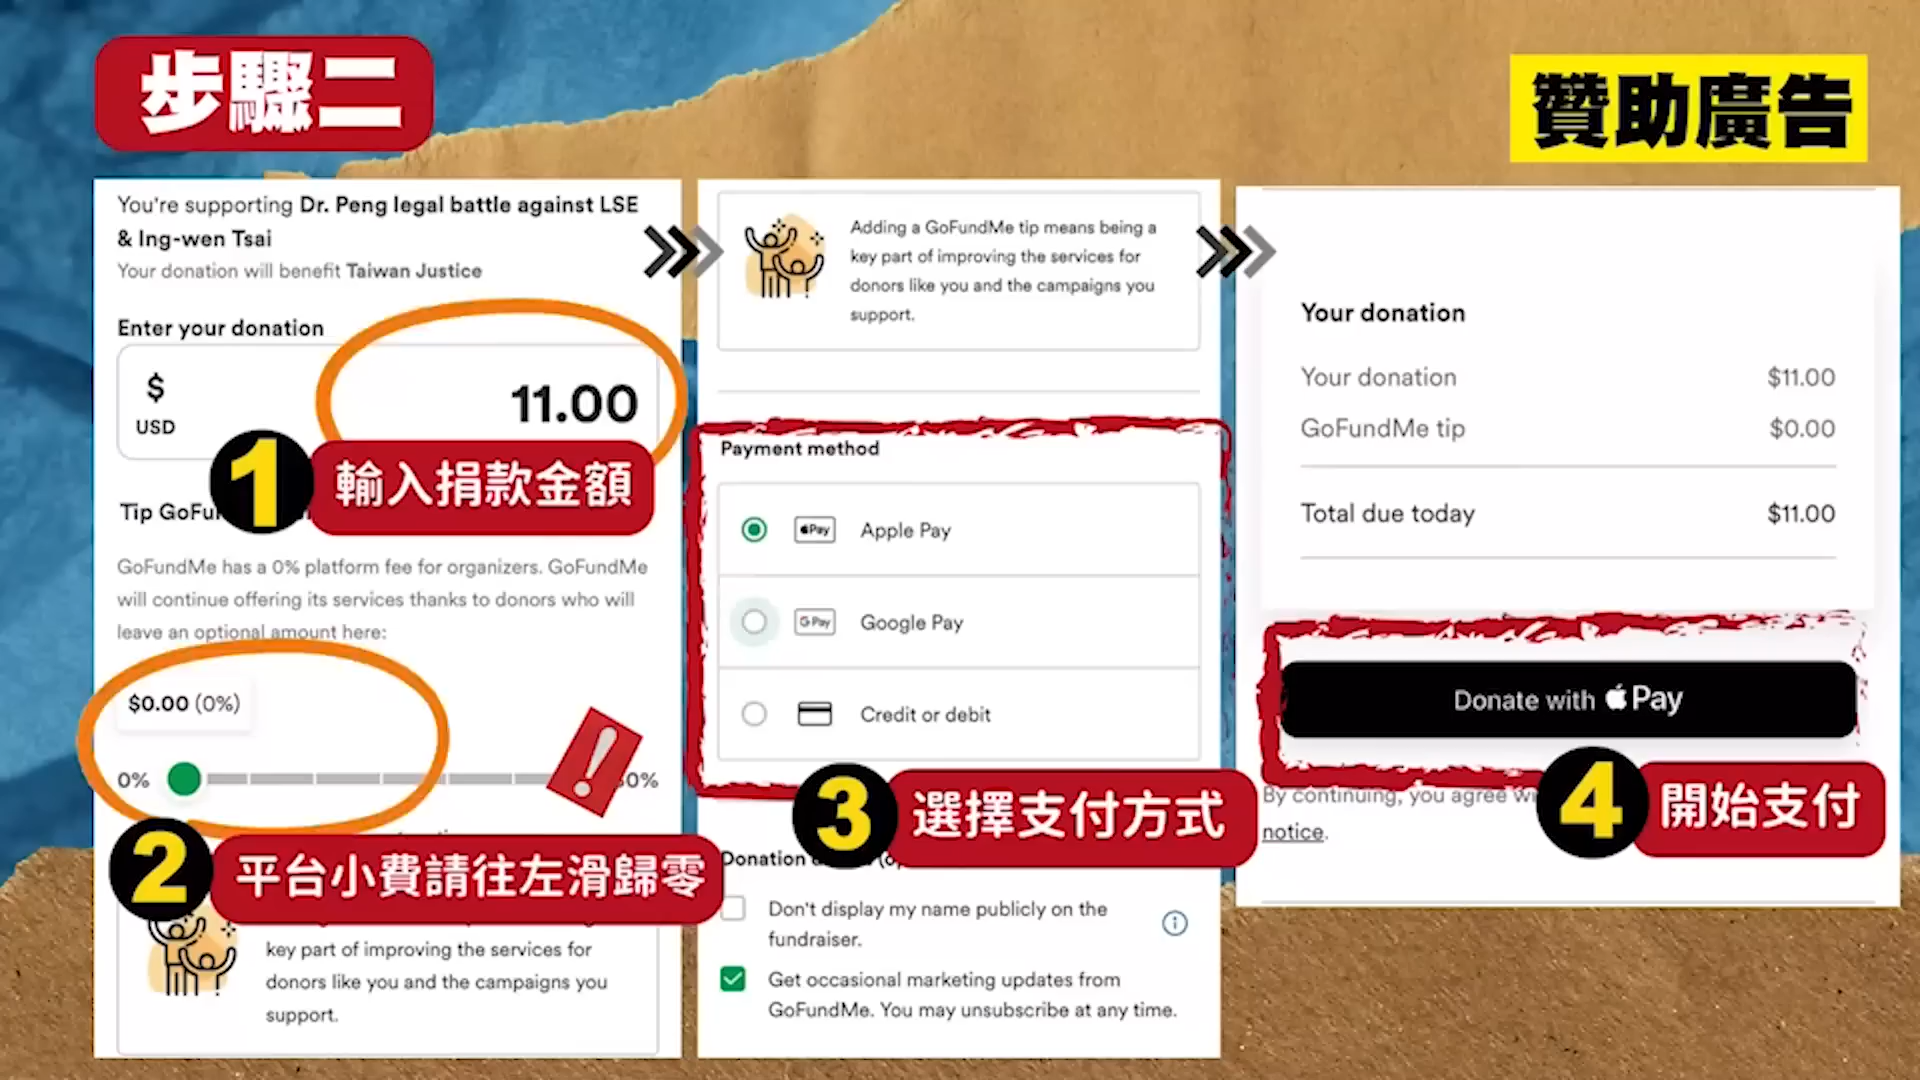 步驟二
贊助廣告
You're supporting Dr. Peng legal battle against LSE
& Ing-wen Tsai
Your donation will benefit Taiwan Justice
Enter your donation
$
USD
11.00
1
輸入捐款金額
Tip
GoFundMe has a 0% platform fee for organizers. GoFundMe
will continue offering its services thanks to donors who will
leave an optional amount here:
$0.00 (0%)
0%
!
2
平台小費請往左滑歸零
key part of improving the services for
donors like you and the campaigns you
support.
Adding a GoFundMe tip means being a
key part of improving the services for
donors like you and the campaigns you
support.
Payment method
Pay Apple Pay
G Pay Google Pay
Credit or debit
3
選擇支付方式
Donation
Don't display my name publicly on the
fundraiser.
i
Get occasional marketing updates from
GoFundMe. You may unsubscribe at any time.
Your donation
Your donation $11.00
GoFundMe tip $0.00
Total due today $11.00
Donate with Pay
4
開始支付
By continuing, you agree
notice.